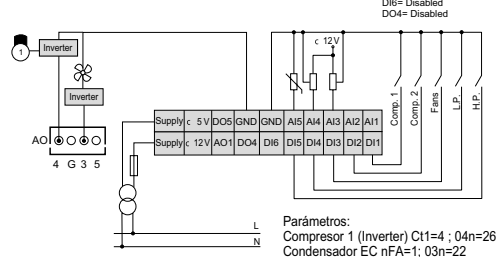 DI6= Disabled
DO4= Disabled
c 12V
Inverter
1
Inverter
Comp. 1
Comp. 2
Fans
L.P.
H.P.
Supply c 5V DO5 GND GND AI5 AI4 AI3 AI2 AI1
Supply c 12V AO1 DO4 DI6 DI5 DI4 DI3 DI2 DI1
AO
4 G 3 5
L
N
Parámetros:
Compresor 1 (Inverter) Ct1=4 ; 04n=26
Condensador EC nFA=1; 03n=22